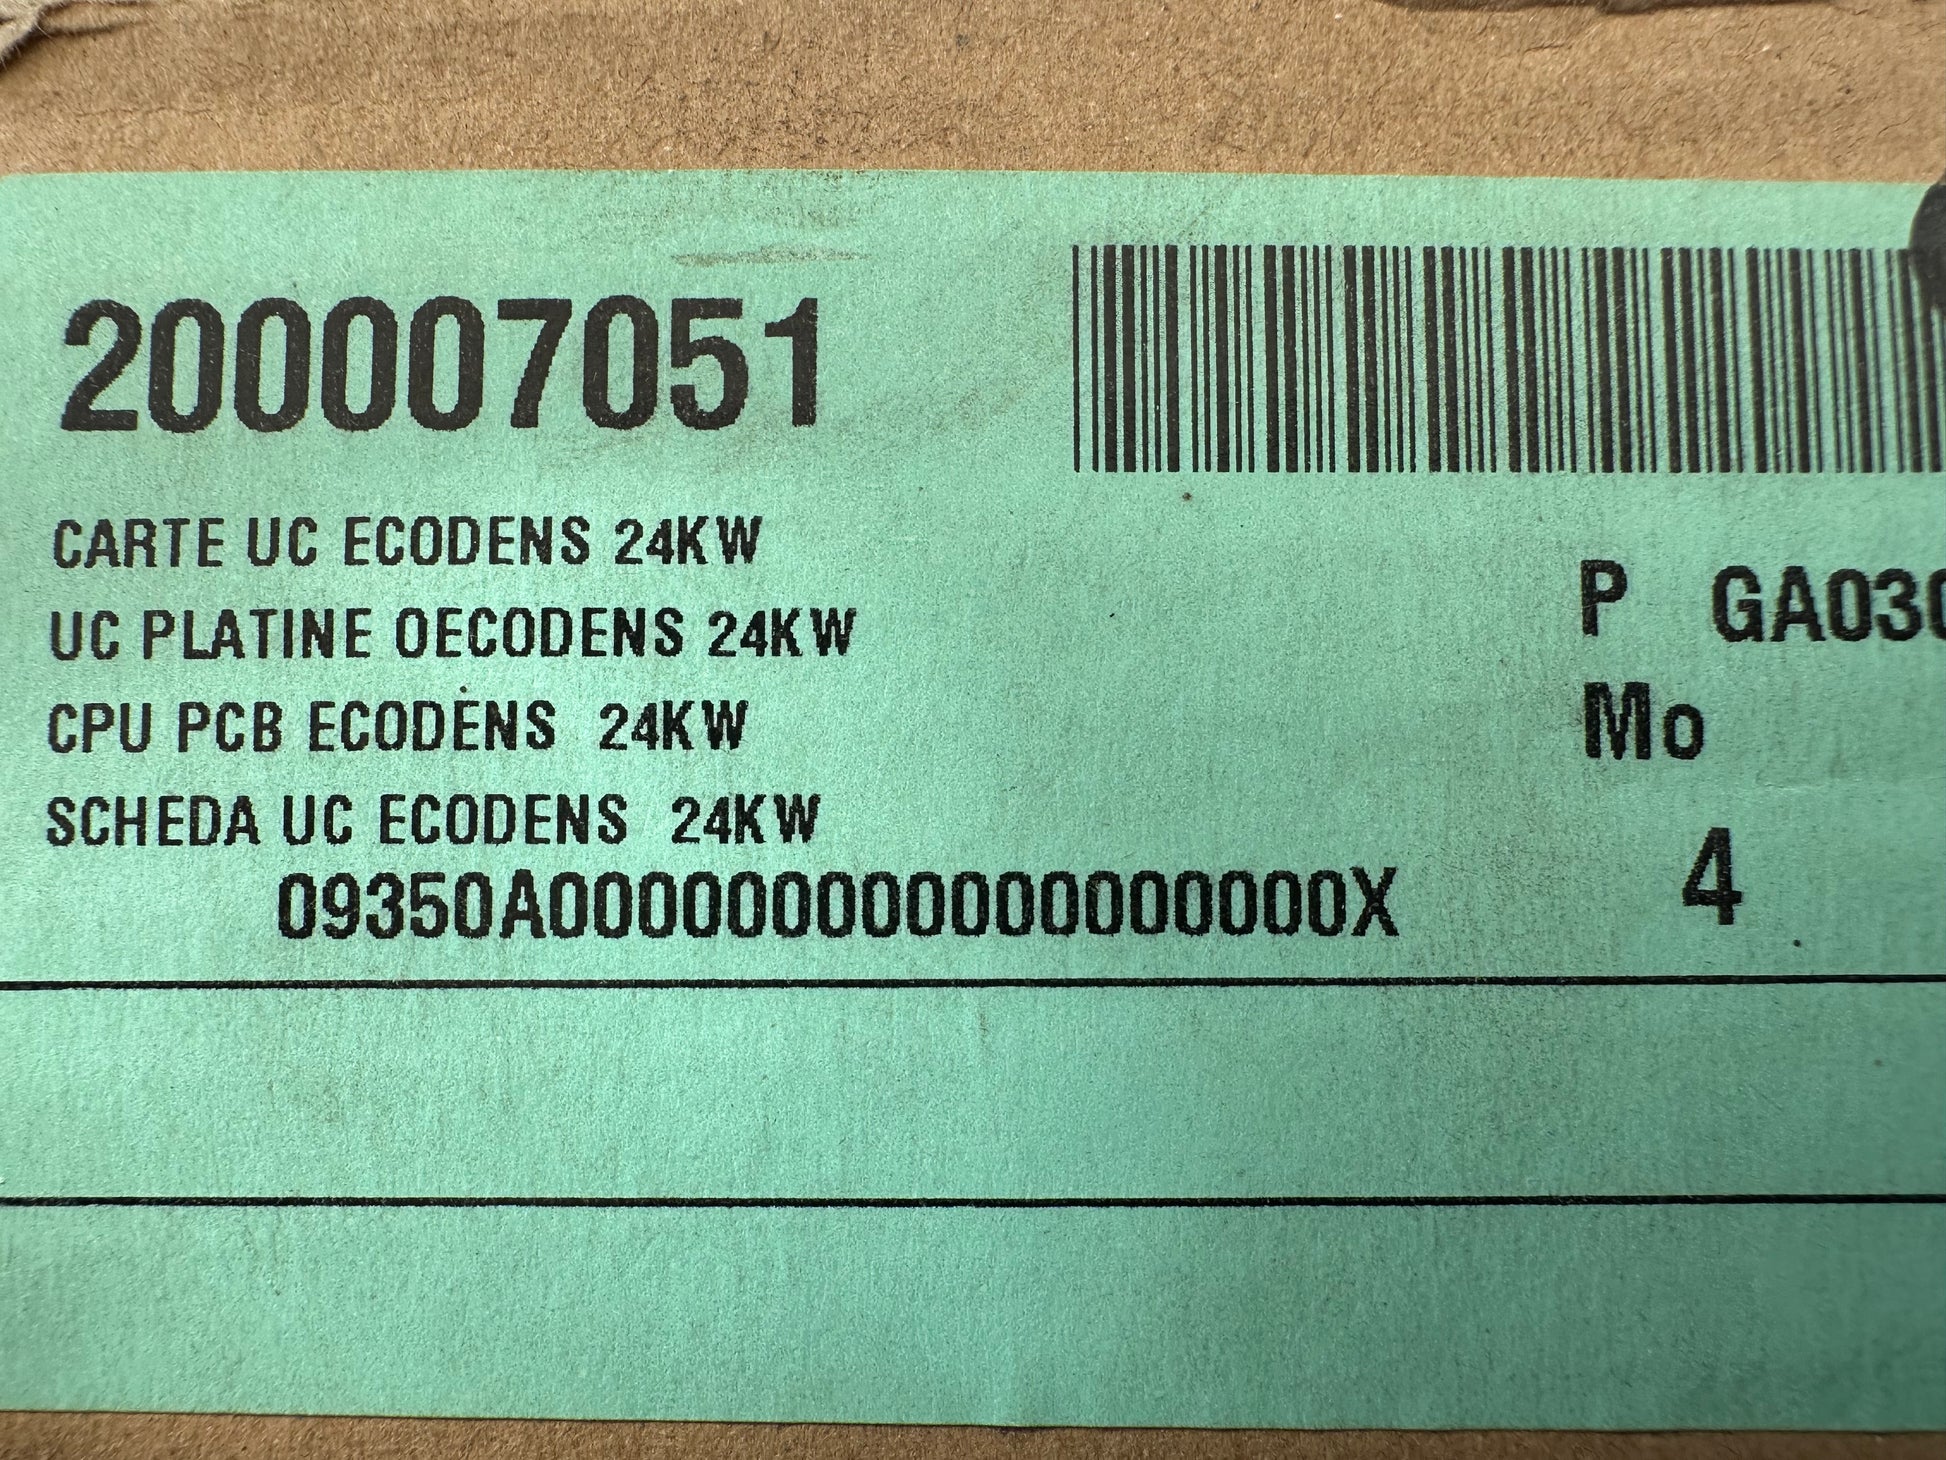 200007051
CARTE UC ECODENS 24KW
UC PLATINE OECODENS 24KW
CPU PCB ECODENS 24KW
SCHEDA UC ECODENS 24KW
09350A000000000000000000X
P GA030
Mo
4